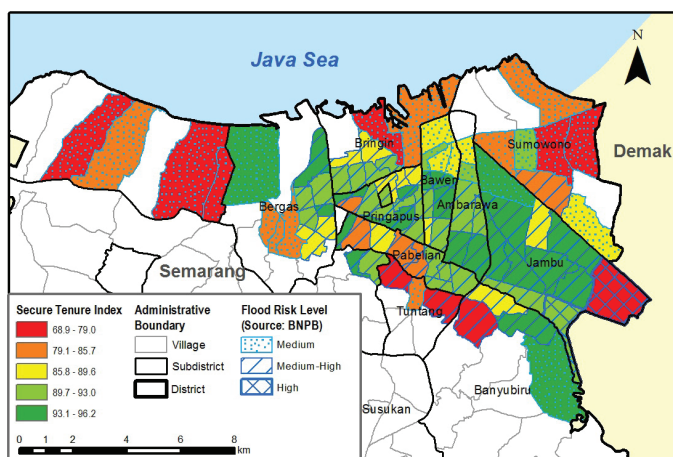 Java Sea
N
Bringin
Sumowono
Demak
Bawen
Bergas
Pringapus
Ambarawa
Semarang
Pabelan
Jambu
Tuntang
Banyubiru
Susukan
Secure Tenure Index
68.9 - 79.0
79.1 - 85.7
85.8 - 89.6
89.7 - 93.0
93.1 - 96.2
Administrative
Boundary
Village
Subdistrict
District
Flood Risk Level
(Source: BNPB)
Medium
Medium-High
High
0 2 4 6 8
km